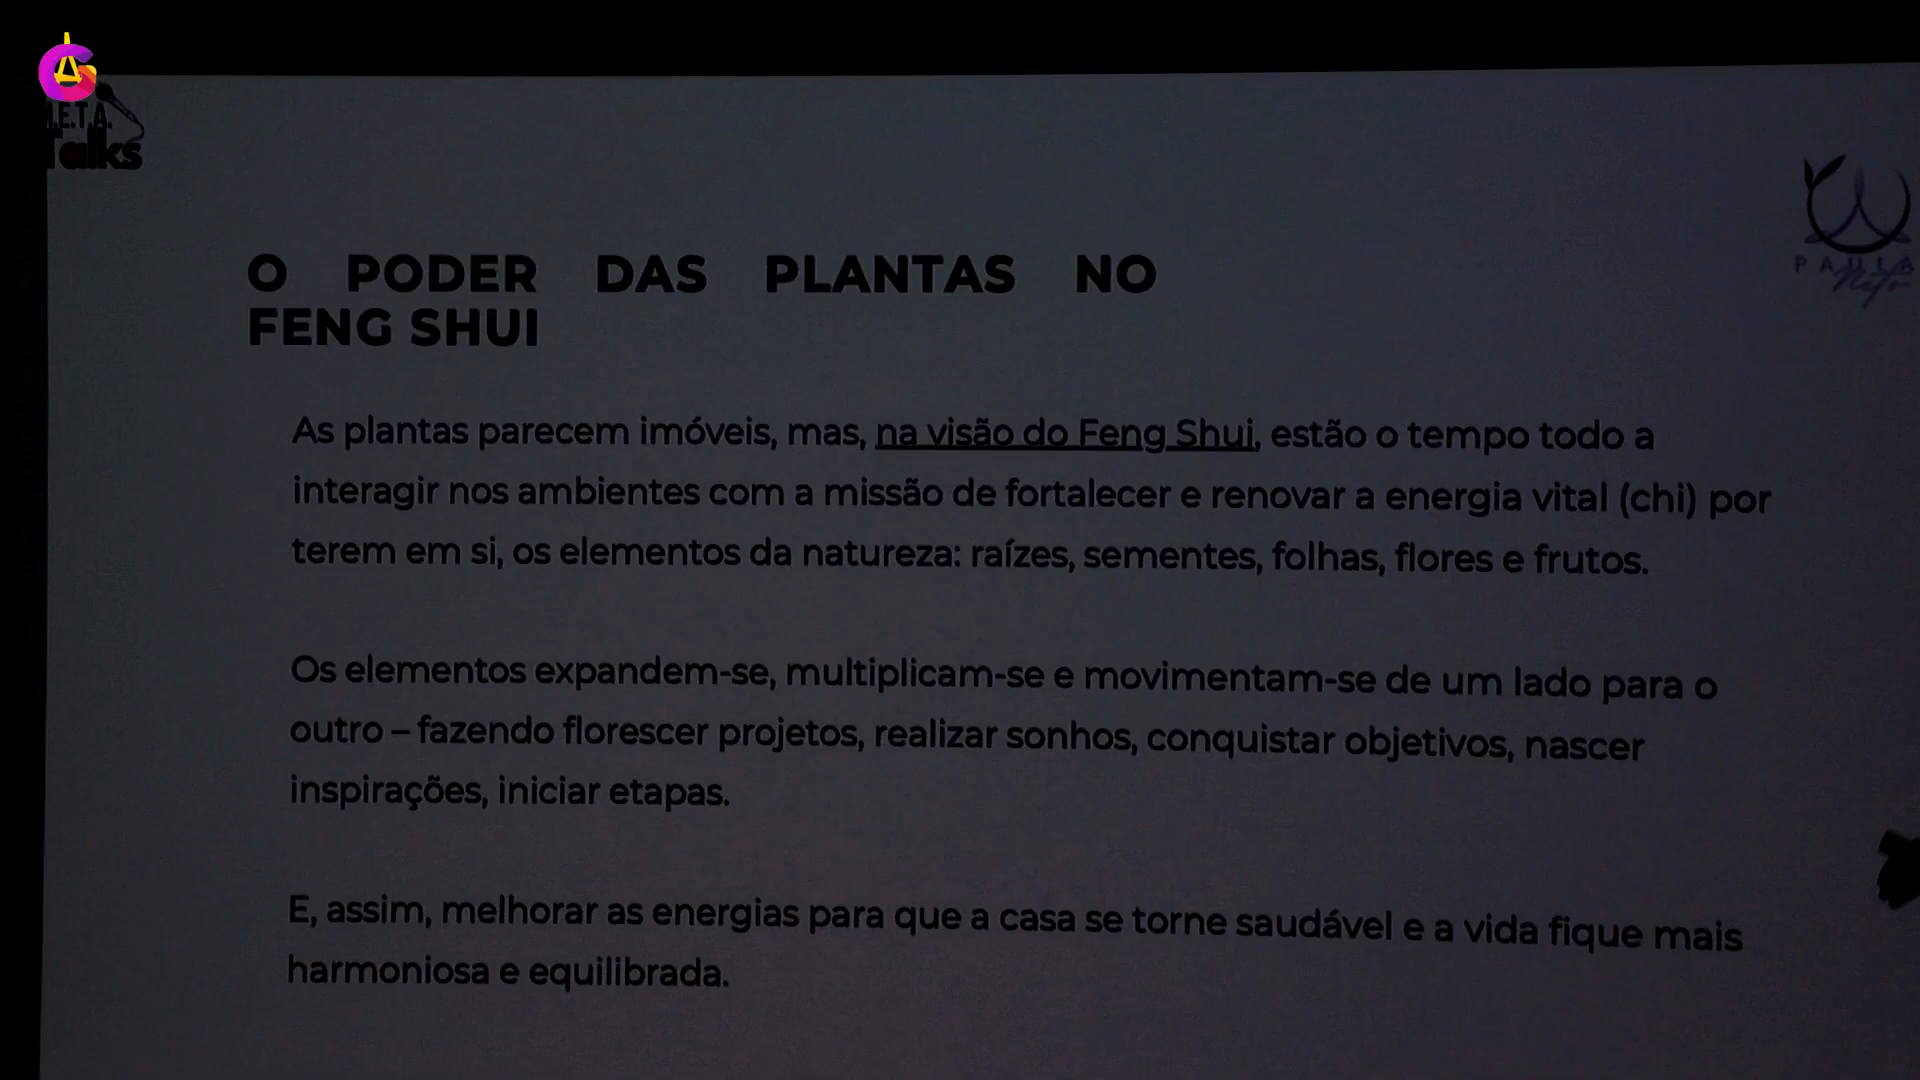 M.E.T.A.
Talks
PAULA
Neto
O PODER DAS PLANTAS NO
FENG SHUI
As plantas parecem imóveis, mas, na visão do Feng Shui, estão o tempo todo a
interagir nos ambientes com a missão de fortalecer e renovar a energia vital (chi) por
terem em si, os elementos da natureza: raízes, sementes, folhas, flores e frutos.
Os elementos expandem-se, multiplicam-se e movimentam-se de um lado para o
outro – fazendo florescer projetos, realizar sonhos, conquistar objetivos, nascer
inspirações, iniciar etapas.
E, assim, melhorar as energias para que a casa se torne saudável e a vida fique mais
harmoniosa e equilibrada.